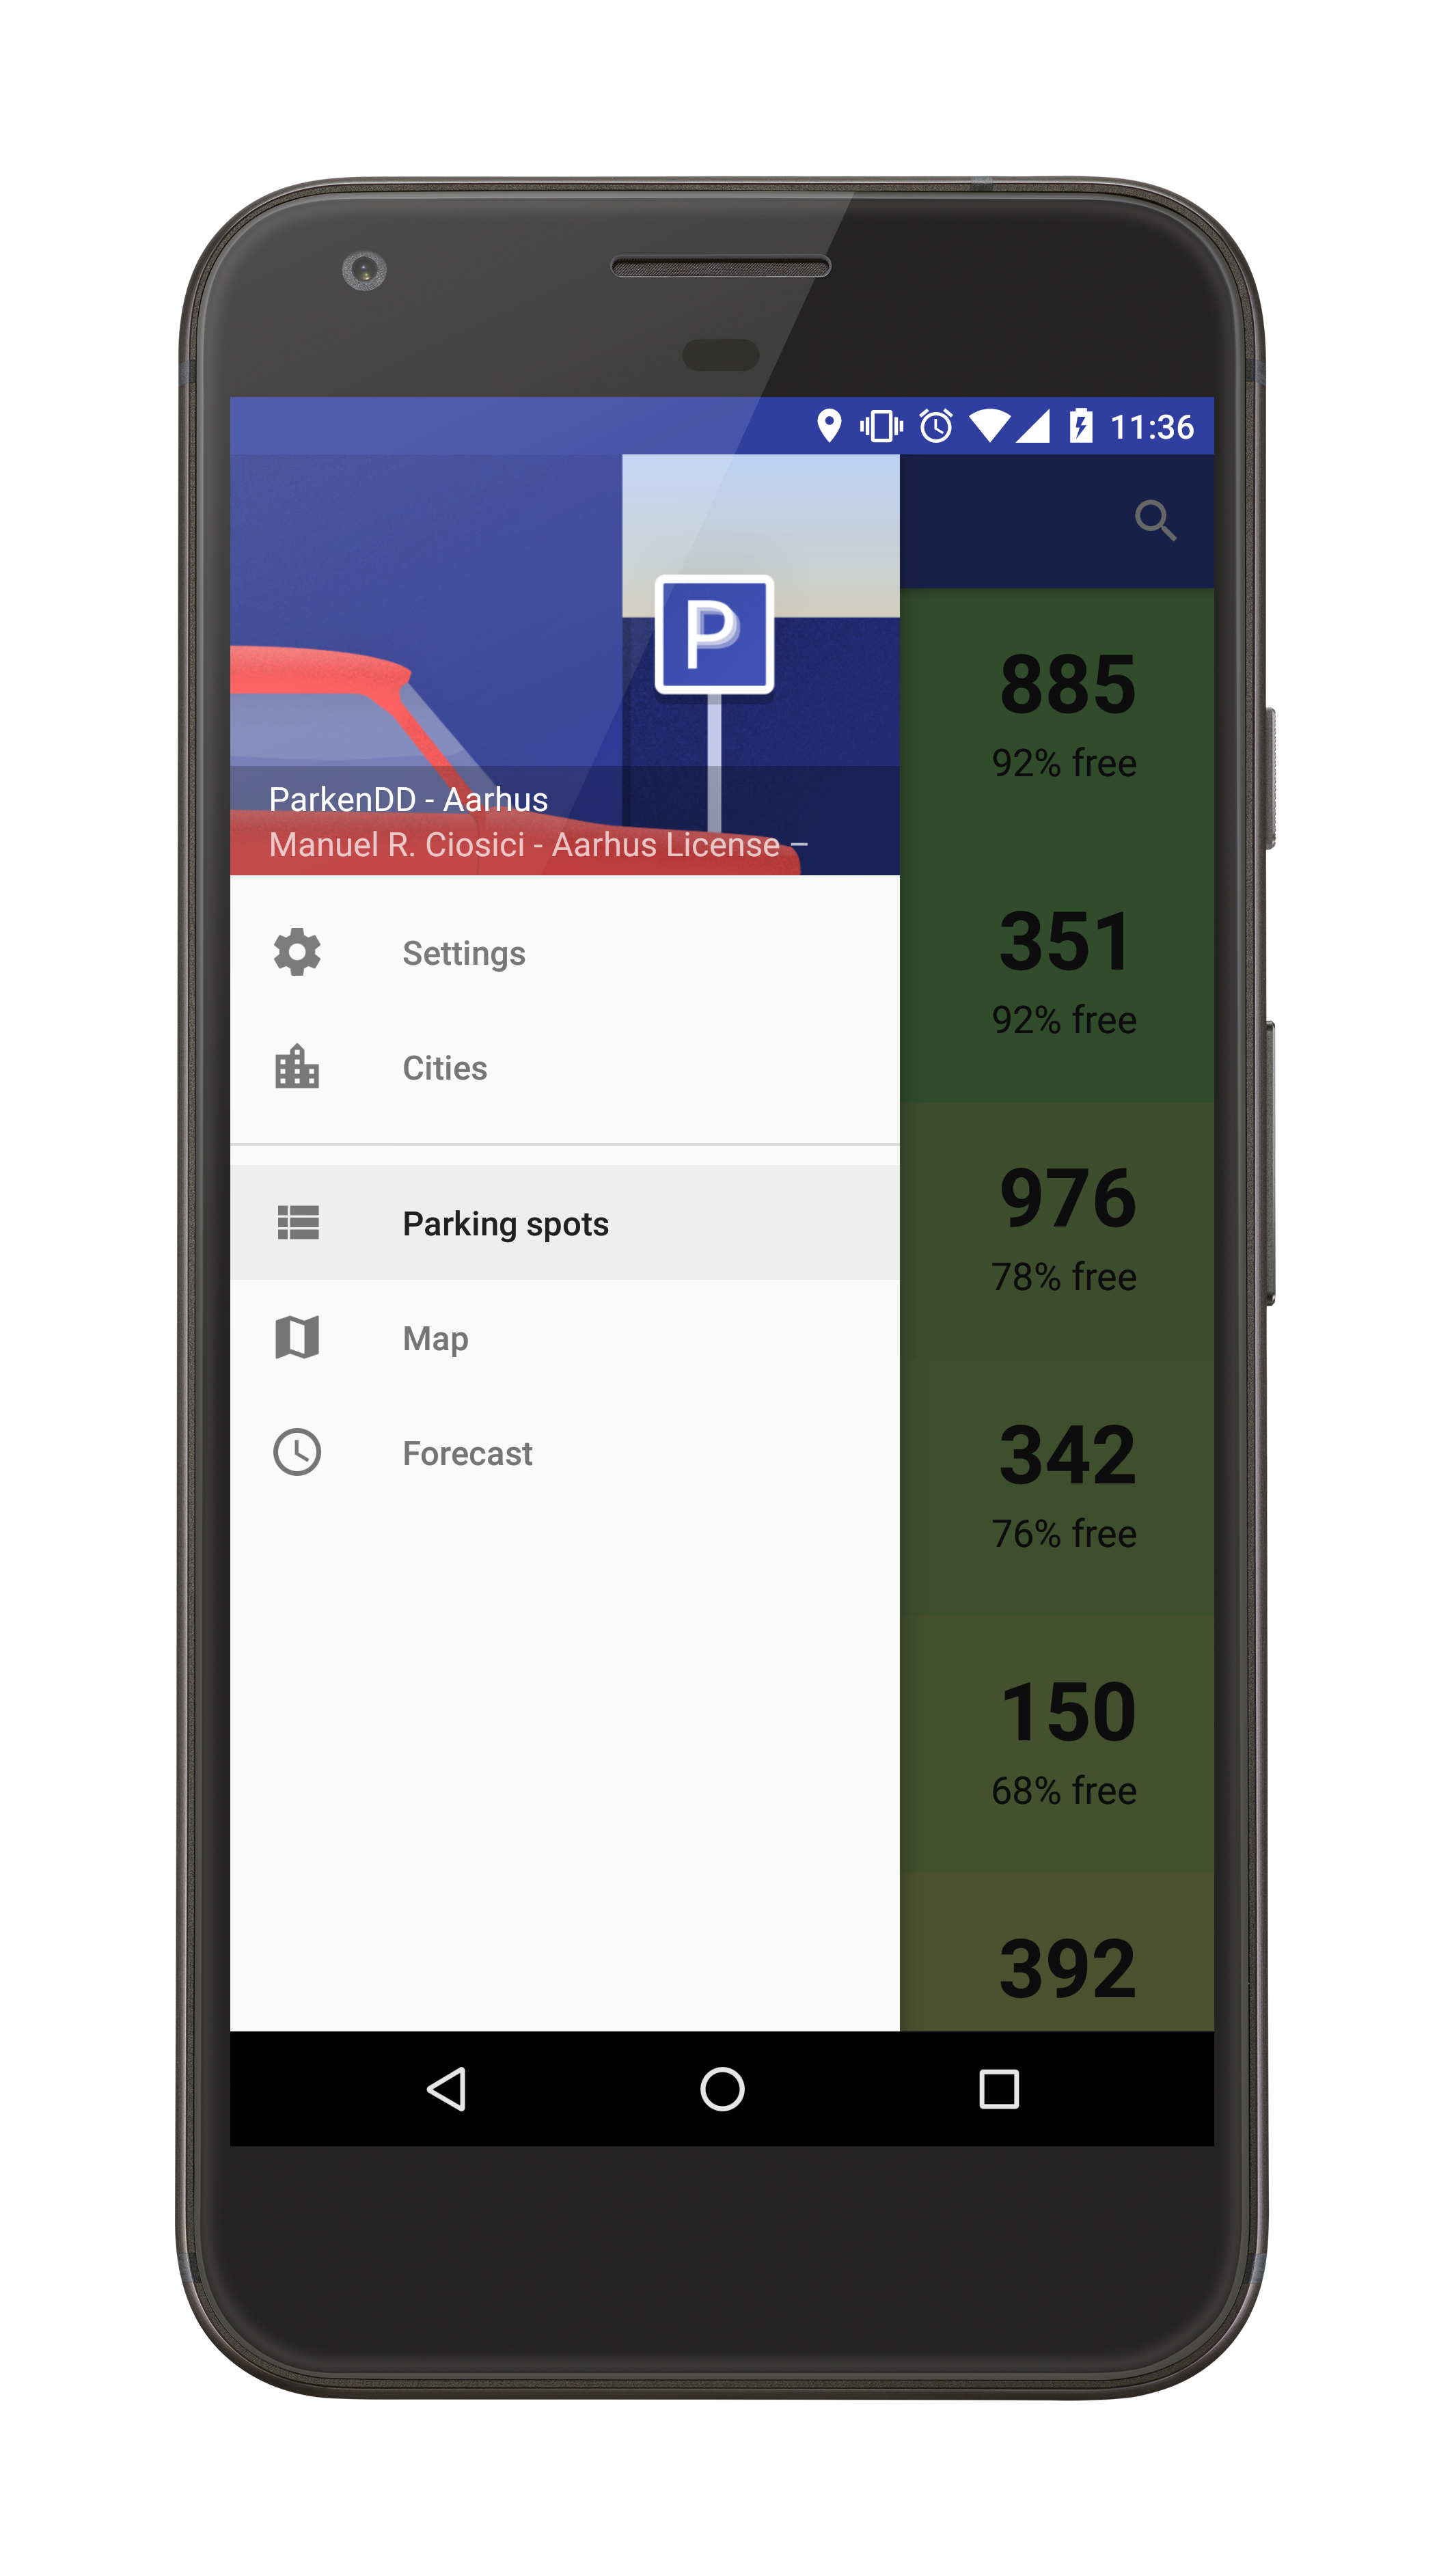 11:36
P
ParkenDD - Aarhus
Manuel R. Ciosici - Aarhus License –
Settings
Cities
Parking spots
Map
Forecast
885
92% free
351
92% free
976
78% free
342
76% free
150
68% free
392